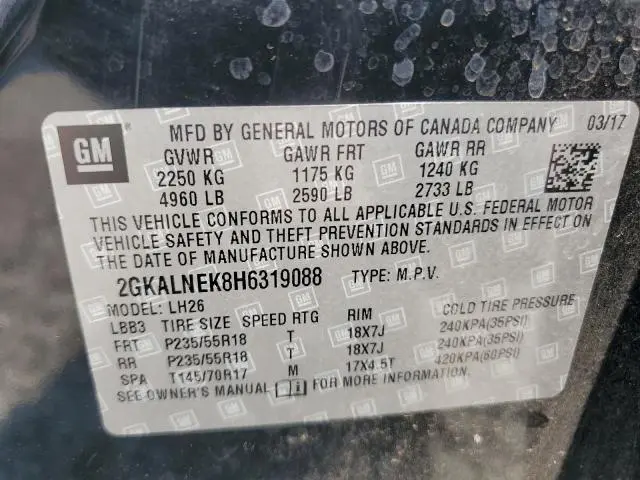 GM ® MFD BY GENERAL MOTORS OF CANADA COMPANY 03/17
GVWR GAWR FRT GAWR RR
2250 KG 1175 KG 1240 KG
4960 LB 2590 LB 2733 LB
THIS VEHICLE CONFORMS TO ALL APPLICABLE U.S. FEDERAL MOTOR
VEHICLE SAFETY AND THEFT PREVENTION STANDARDS IN EFFECT ON
THE DATE OF MANUFACTURE SHOWN ABOVE.
2GKALNEK8H6319088 TYPE: M.P.V.
LH26
LBB3 TIRE SIZE SPEED RTG RIM COLD TIRE PRESSURE
FRT P235/55R18 T 18X7J 240KPA(35PSI)
RR P235/55R18 T 18X7J 240KPA(35PSI)
SPA T145/70R17 M 17X4.5T 420KPA(60PSI)
SEE OWNER'S MANUAL FOR MORE INFORMATION